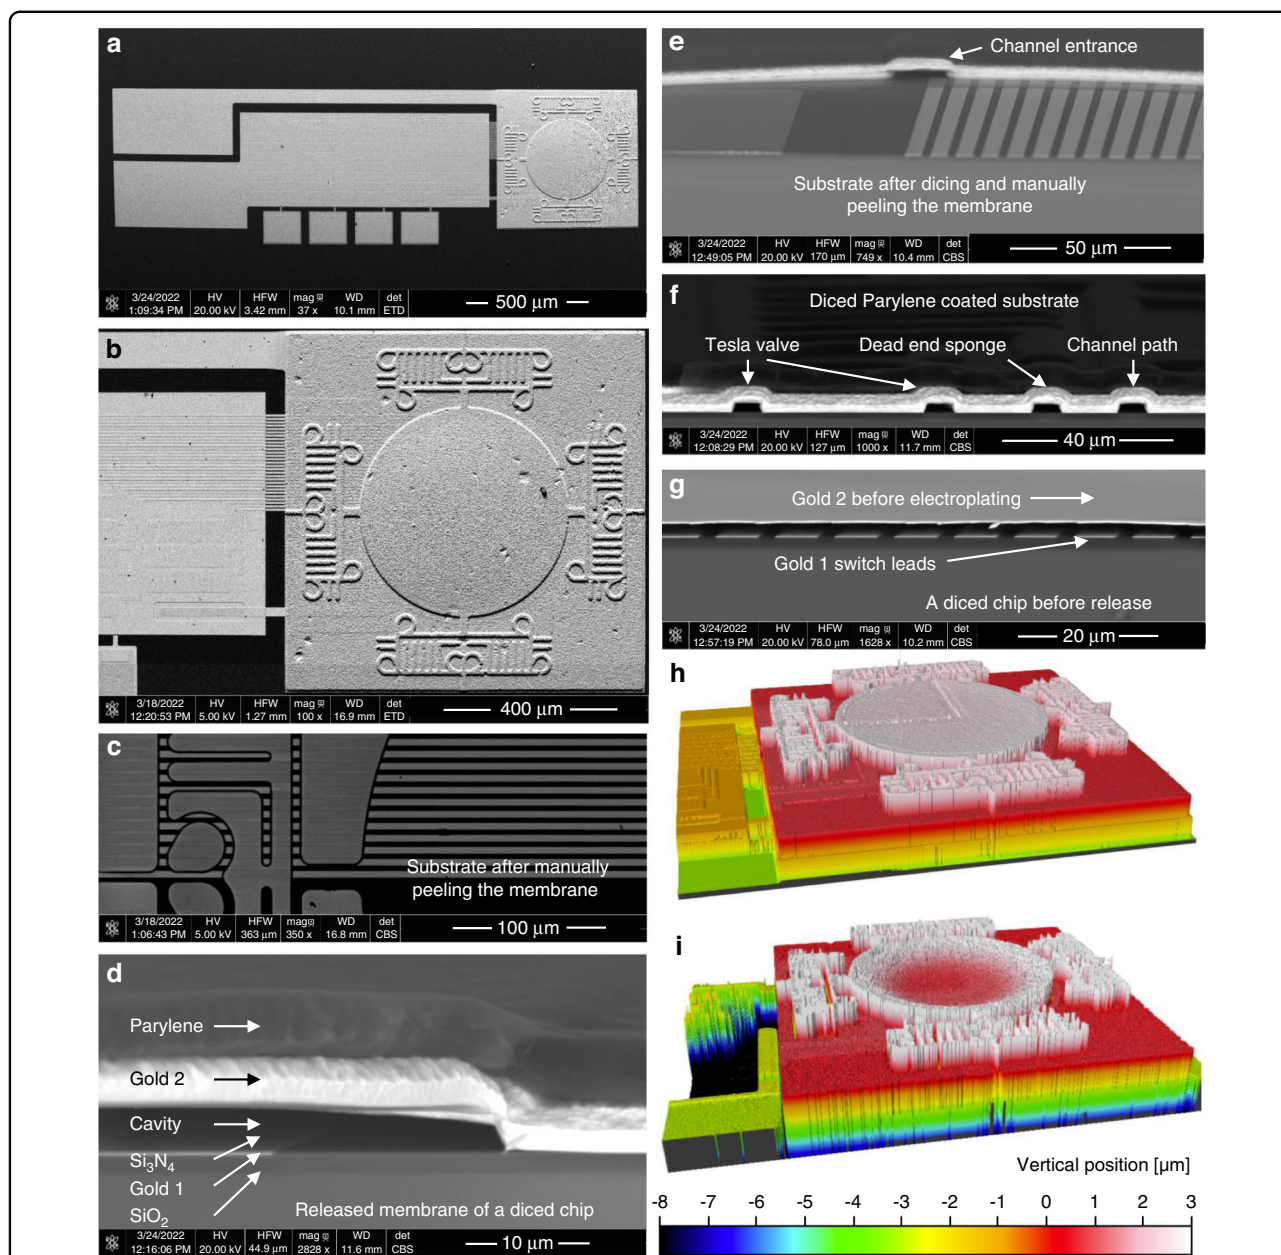 a
3/24/2022 HV HFW mag WD det
1:09:34 PM 20.00 kV 3.42 mm 37 x 10.1 mm ETD
500 µm
b
3/18/2022 HV HFW mag WD det
12:20:53 PM 5.00 kV 1.27 mm 100 x 16.9 mm ETD
400 µm
c
Substrate after manually
peeling the membrane
3/18/2022 HV HFW mag WD det
1:06:43 PM 5.00 kV 363 µm 350 x 16.8 mm CBS
100 µm
d
Parylene
Gold 2
Cavity
Si₃N₄
Gold 1
SiO₂
Released membrane of a diced chip
3/24/2022 HV HFW mag WD det
12:16:06 PM 20.00 kV 44.9 µm 2828 x 11.6 mm CBS
10 µm
e
Channel entrance
Substrate after dicing and manually
peeling the membrane
3/24/2022 HV HFW mag WD det
12:49:05 PM 20.00 kV 170 µm 749 x 10.4 mm CBS
50 µm
f
Diced Parylene coated substrate
Tesla valve Dead end sponge Channel path
3/24/2022 HV HFW mag WD det
12:08:29 PM 20.00 kV 127 µm 1000 x 11.7 mm CBS
40 µm
g
Gold 2 before electroplating
Gold 1 switch leads
A diced chip before release
3/24/2022 HV HFW mag WD det
12:57:19 PM 20.00 kV 78.0 µm 1628 x 10.2 mm CBS
20 µm
h
i
Vertical position [µm]
-8 -7 -6 -5 -4 -3 -2 -1 0 1 2 3